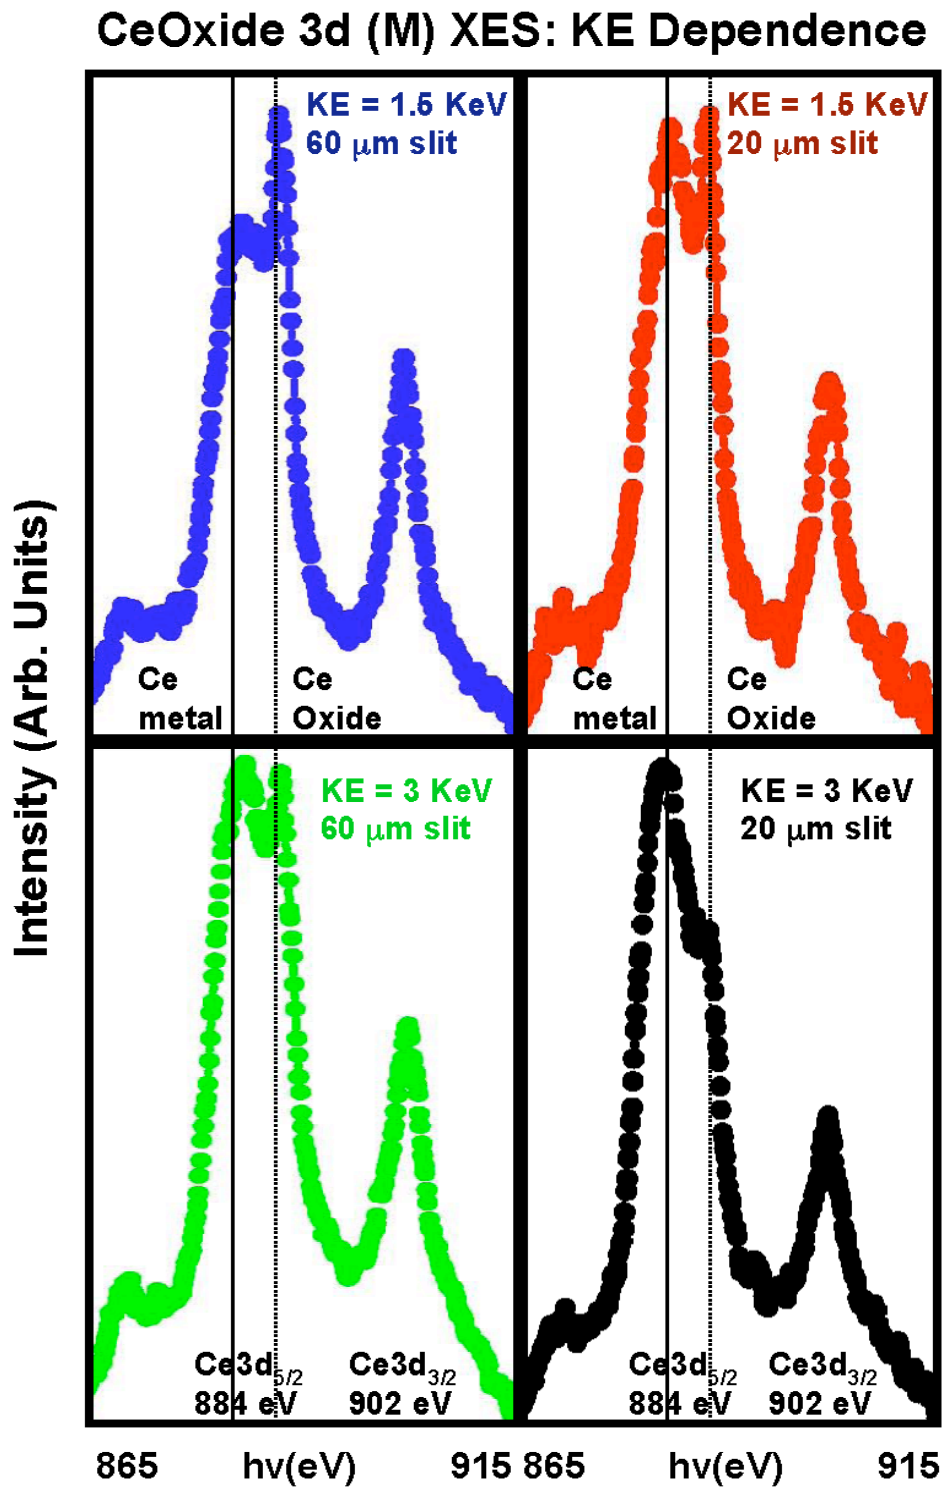 CeOxide 3d (M) XES: KE Dependence
KE = 1.5 KeV
60 μm slit
KE = 1.5 KeV
20 μm slit
Ce
metal
Ce
Oxide
Ce
metal
Ce
Oxide
Intensity (Arb. Units)
KE = 3 KeV
60 μm slit
KE = 3 KeV
20 μm slit
Ce3d5/2
884 eV
Ce3d3/2
902 eV
Ce3d5/2
884 eV
Ce3d3/2
902 eV
865 hν(eV) 915 865 hν(eV) 915